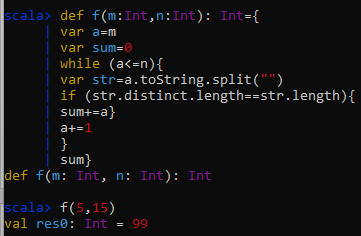 scala> def f(m:Int,n:Int): Int={
| var a=m
| var sum=0
| while (a<=n){
| var str=a.toString.split("")
| if (str.distinct.length==str.length){
| sum+=a}
| a+=1
| }
| sum}
def f(m: Int, n: Int): Int
scala> f(5,15)
val res0: Int = 99